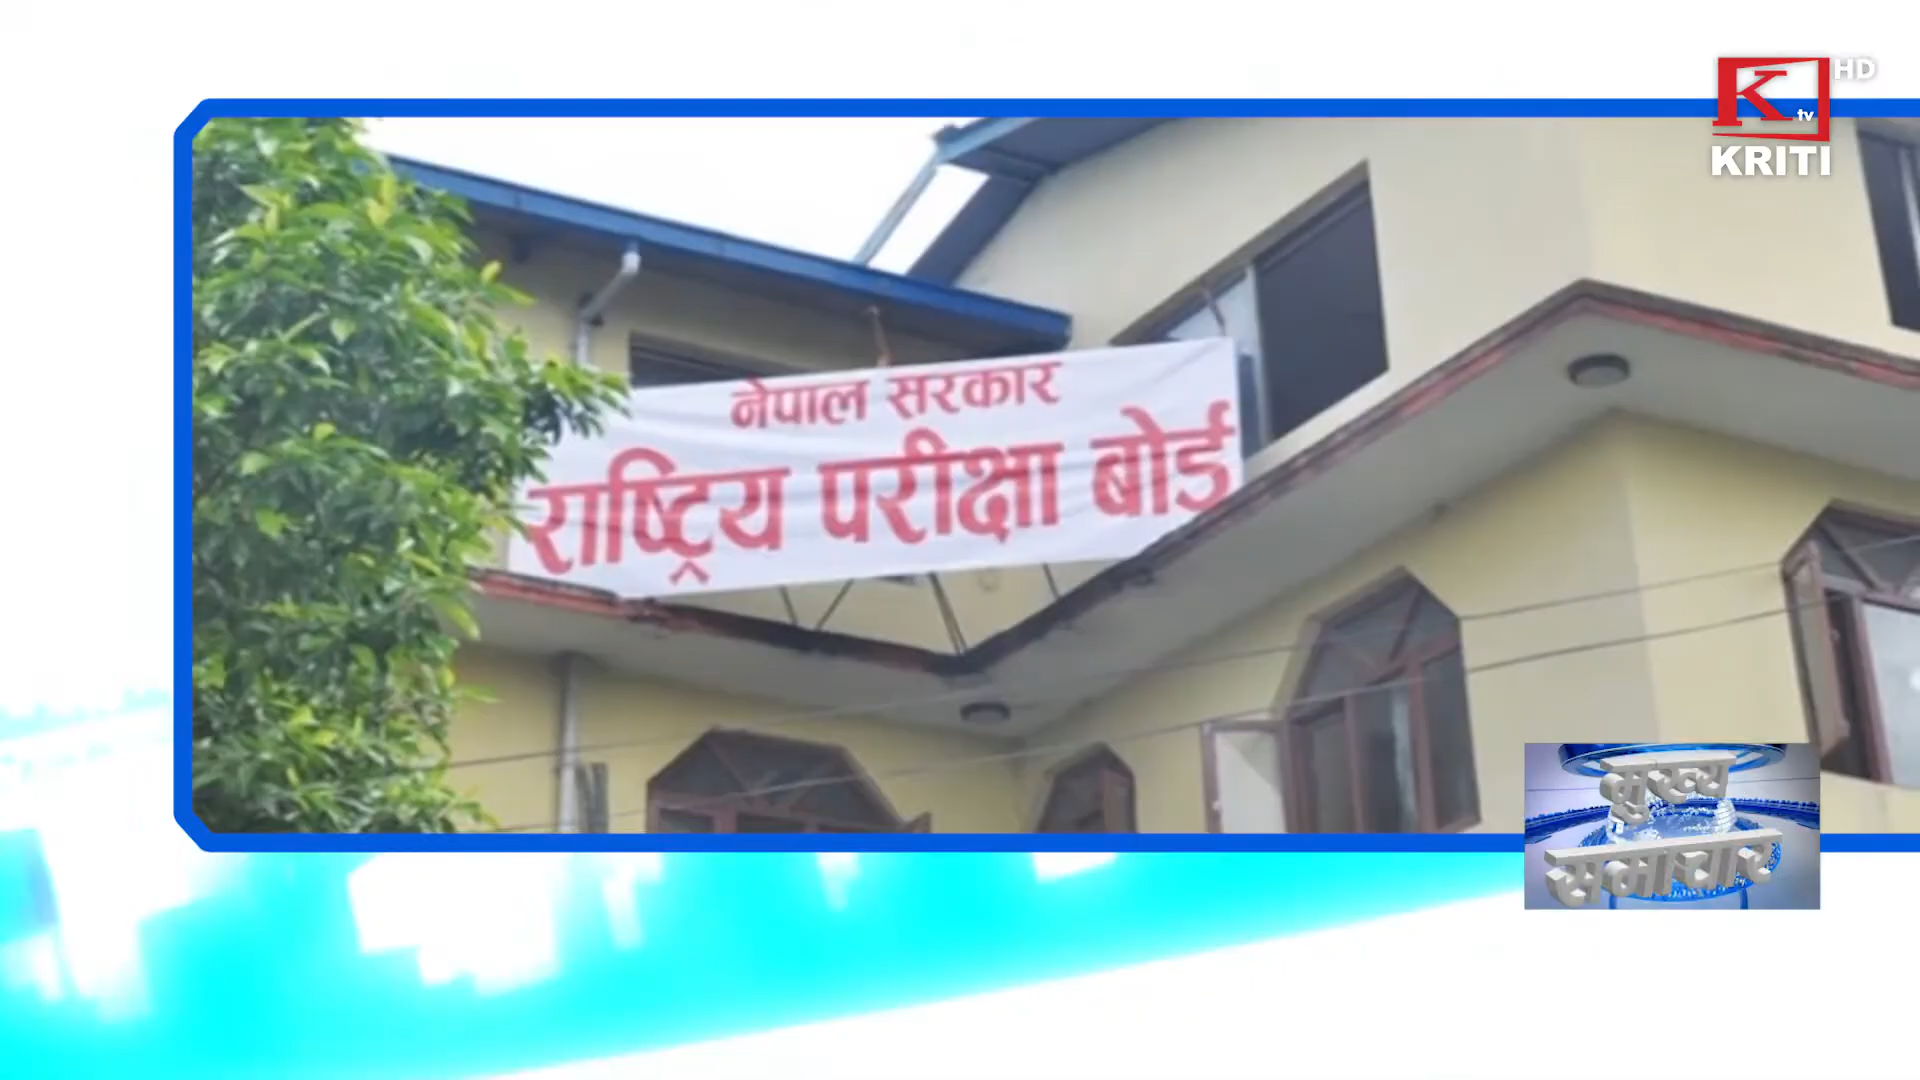 HD
K tv
KRITI
नेपाल सरकार
राष्ट्रिय परीक्षा बोर्ड
मुख्य
समाचार